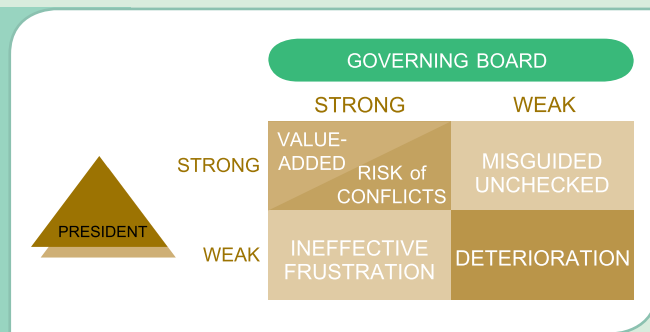 GOVERNING BOARD
STRONG
WEAK
STRONG
VALUE-
ADDED
RISK of
CONFLICTS
MISGUIDED
UNCHECKED
PRESIDENT
WEAK
INEFFECTIVE
FRUSTRATION
DETERIORATION